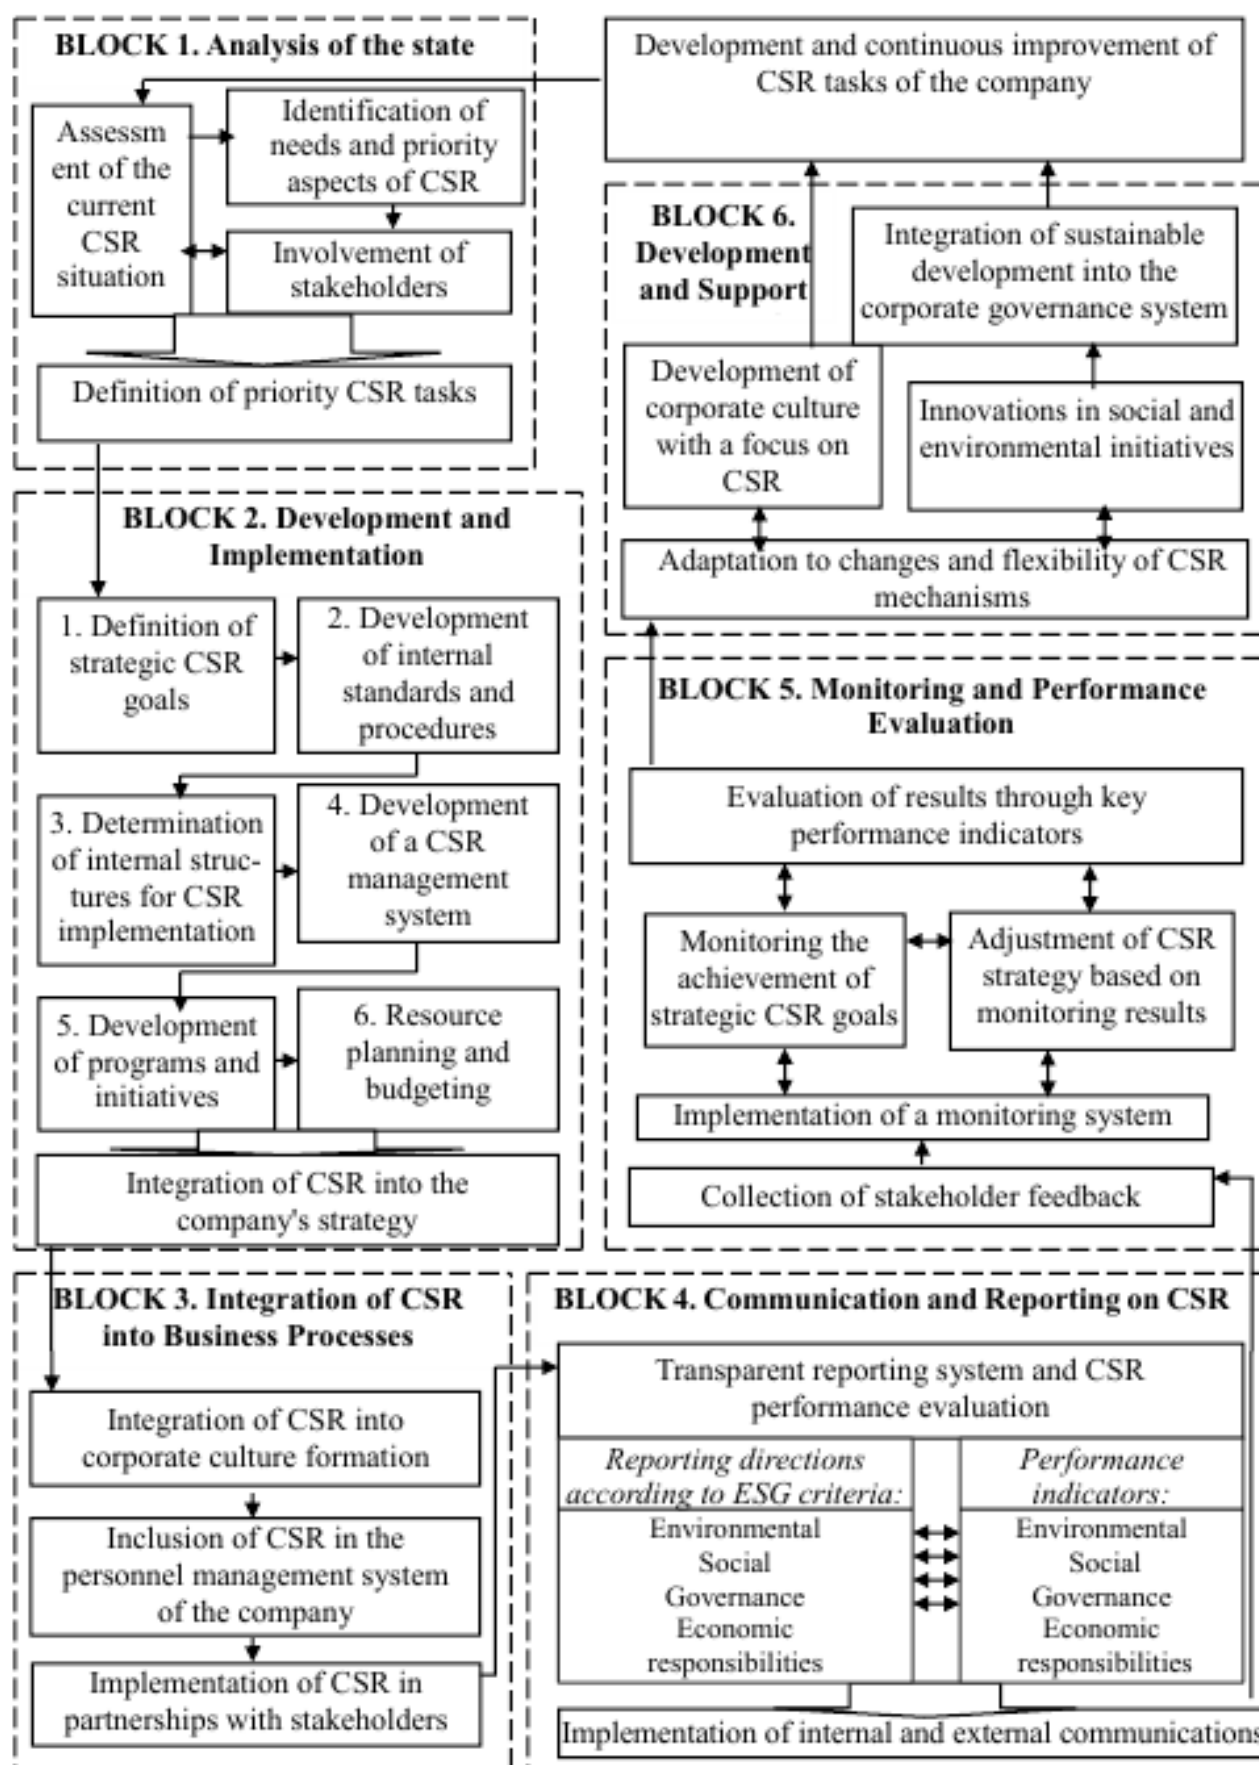 BLOCK 1. Analysis of the state
Assessm
ent of the
current
CSR
situation
Identification of
needs and priority
aspects of CSR
Involvement of
stakeholders
Definition of priority CSR tasks
BLOCK 2. Development and
Implementation
1. Definition of
strategic CSR
goals
2. Development
of internal
standards and
procedures
3. Determination
of internal struc-
tures for CSR
implementation
4. Development
of a CSR
management
system
5. Development
of programs and
initiatives
6. Resource
planning and
budgeting
Integration of CSR into the
company's strategy
BLOCK 3. Integration of CSR
into Business Processes
Integration of CSR into
corporate culture formation
Inclusion of CSR in the
personnel management system
of the company
Implementation of CSR in
partnerships with stakeholders
BLOCK 4. Communication and Reporting on CSR
Transparent reporting system and CSR
performance evaluation
Reporting directions
according to ESG criteria:
Environmental
Social
Governance
Economic
responsibilities
Performance
indicators:
Environmental
Social
Governance
Economic
responsibilities
Implementation of internal and external communications
BLOCK 5. Monitoring and Performance
Evaluation
Evaluation of results through key
performance indicators
Monitoring the
achievement of
strategic CSR goals
Adjustment of CSR
strategy based on
monitoring results
Implementation of a monitoring system
Collection of stakeholder feedback
BLOCK 6.
Development
and Support
Integration of sustainable
development into the
corporate governance system
Development of
corporate culture
with a focus on
CSR
Innovations in social and
environmental initiatives
Adaptation to changes and flexibility of CSR
mechanisms
Development and continuous improvement of
CSR tasks of the company